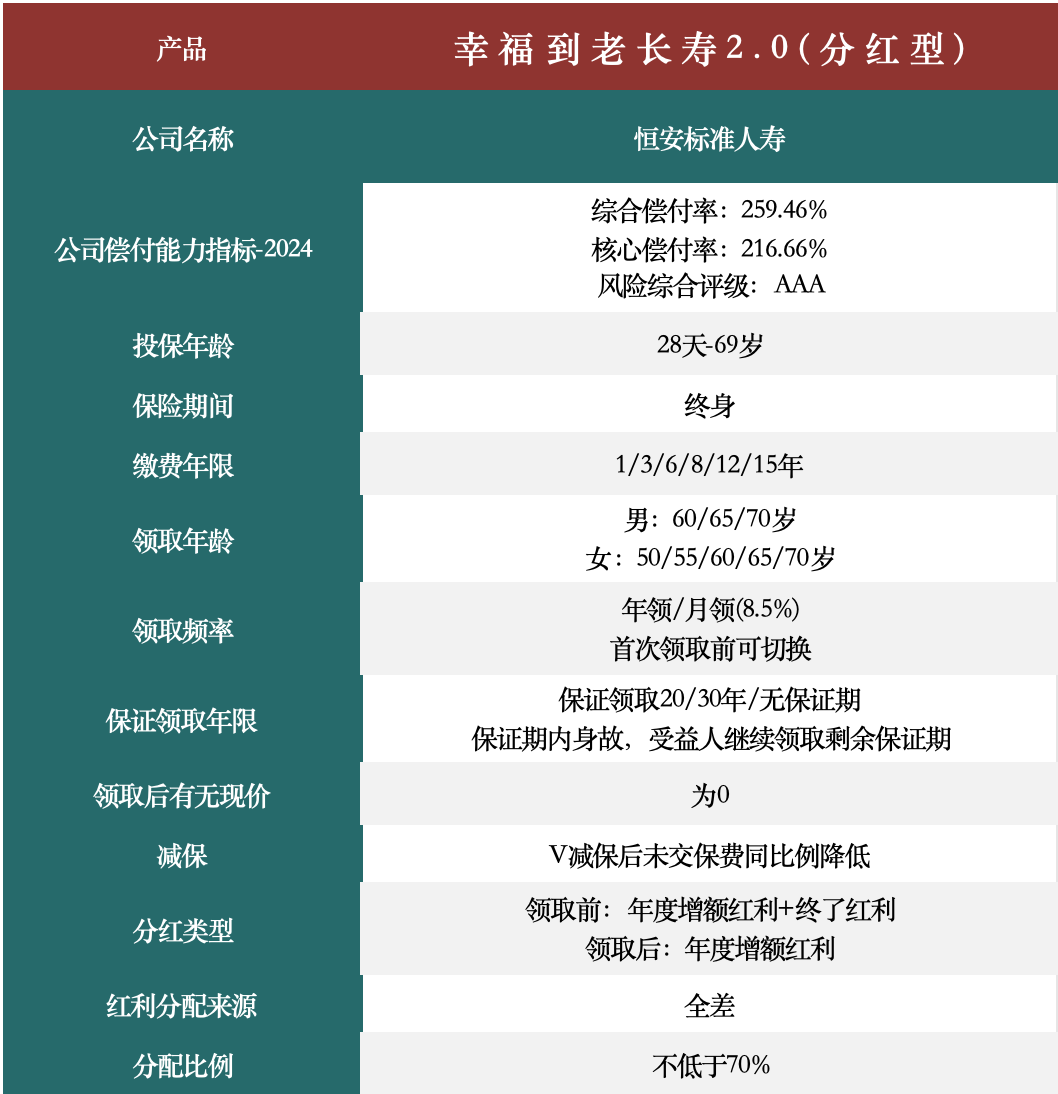 产品
幸福到老长寿2.0(分红型)
公司名称
恒安标准人寿
公司偿付能力指标-2024
综合偿付率：259.46%
核心偿付率：216.66%
风险综合评级：AAA
投保年龄
28天-69岁
保险期间
终身
缴费年限
1/3/6/8/12/15年
领取年龄
男：60/65/70岁
女：50/55/60/65/70岁
领取频率
年领/月领(8.5%)
首次领取前可切换
保证领取年限
保证领取20/30年/无保证期
保证期内身故，受益人继续领取剩余保证期
领取后有无现价
为0
减保
V减保后未交保费同比例降低
分红类型
领取前：年度增额红利+终了红利
领取后：年度增额红利
红利分配来源
全差
分配比例
不低于70%